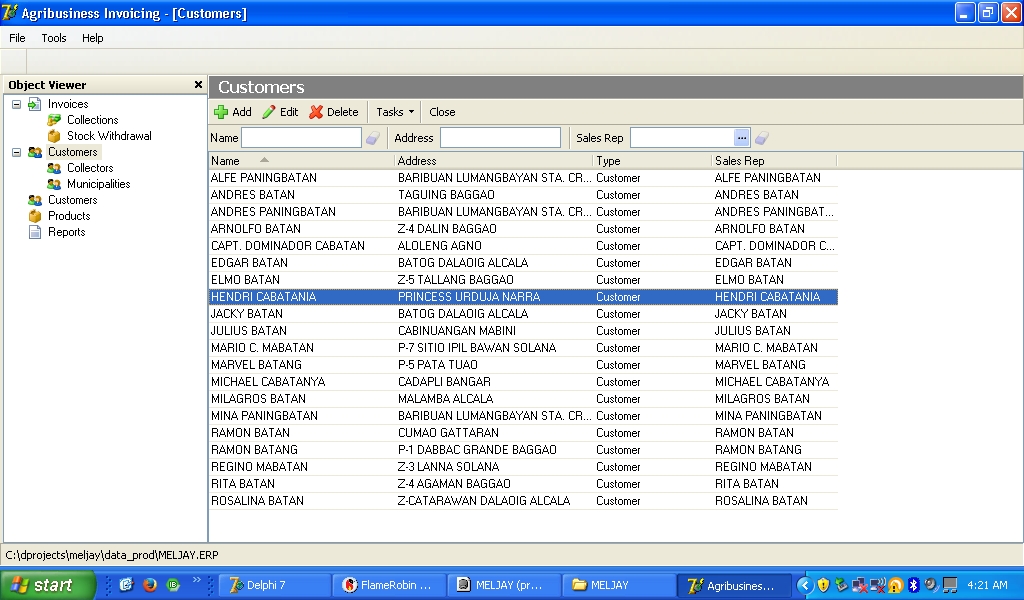 Agribusiness Invoicing - [Customers]
File Tools Help
Object Viewer
Invoices
Collections
Stock Withdrawal
Customers
Collectors
Municipalities
Customers
Products
Reports
Customers
Add Edit Delete Tasks Close
Name Address Sales Rep ...
Name Address Type Sales Rep
ALFE PANINGBATAN BARIBUAN LUMANGBAYAN STA. CR... Customer ALFE PANINGBATAN
ANDRES BATAN TAGUING BAGGAO Customer ANDRES BATAN
ANDRES PANINGBATAN BARIBUAN LUMANGBAYAN STA. CR... Customer ANDRES PANINGBAT...
ARNOLFO BATAN Z-4 DALIN BAGGAO Customer ARNOLFO BATAN
CAPT. DOMINADOR CABATAN ALOLENG AGNO Customer CAPT. DOMINADOR C...
EDGAR BATAN BATOG DALAOIG ALCALA Customer EDGAR BATAN
ELMO BATAN Z-5 TALLANG BAGGAO Customer ELMO BATAN
HENDRI CABATANIA PRINCESS URDUJA NARRA Customer HENDRI CABATANIA
JACKY BATAN BATOG DALAOIG ALCALA Customer JACKY BATAN
JULIUS BATAN CABINUANGAN MABINI Customer JULIUS BATAN
MARIO C. MABATAN P-7 SITIO IPIL BAWAN SOLANA Customer MARIO C. MABATAN
MARVEL BATANG P-5 PATA TUAO Customer MARVEL BATANG
MICHAEL CABATANYA CADAPLI BANGAR Customer MICHAEL CABATANYA
MILAGROS BATAN MALAMBA ALCALA Customer MILAGROS BATAN
MINA PANINGBATAN BARIBUAN LUMANGBAYAN STA. CR... Customer MINA PANINGBATAN
RAMON BATAN CUMAO GATTARAN Customer RAMON BATAN
RAMON BATANG P-1 DABBAC GRANDE BAGGAO Customer RAMON BATANG
REGINO MABATAN Z-3 LANNA SOLANA Customer REGINO MABATAN
RITA BATAN Z-4 AGAMAN BAGGAO Customer RITA BATAN
ROSALINA BATAN Z-CATARAWAN DALAOIG ALCALA Customer ROSALINA BATAN
C:\dprojects\meljay\data_prod\MELJAY.ERP
start Delphi 7 FlameRobin ... MELJAY (pr... MELJAY Agribusines... 4:21 AM